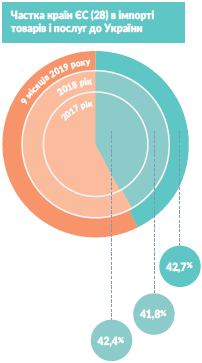 Частка країн ЄС (28) в імпорті
товарів і послуг до України
9 місяців 2019 року
2018 рік
2017 рік
42,7%
41,8%
42,4%